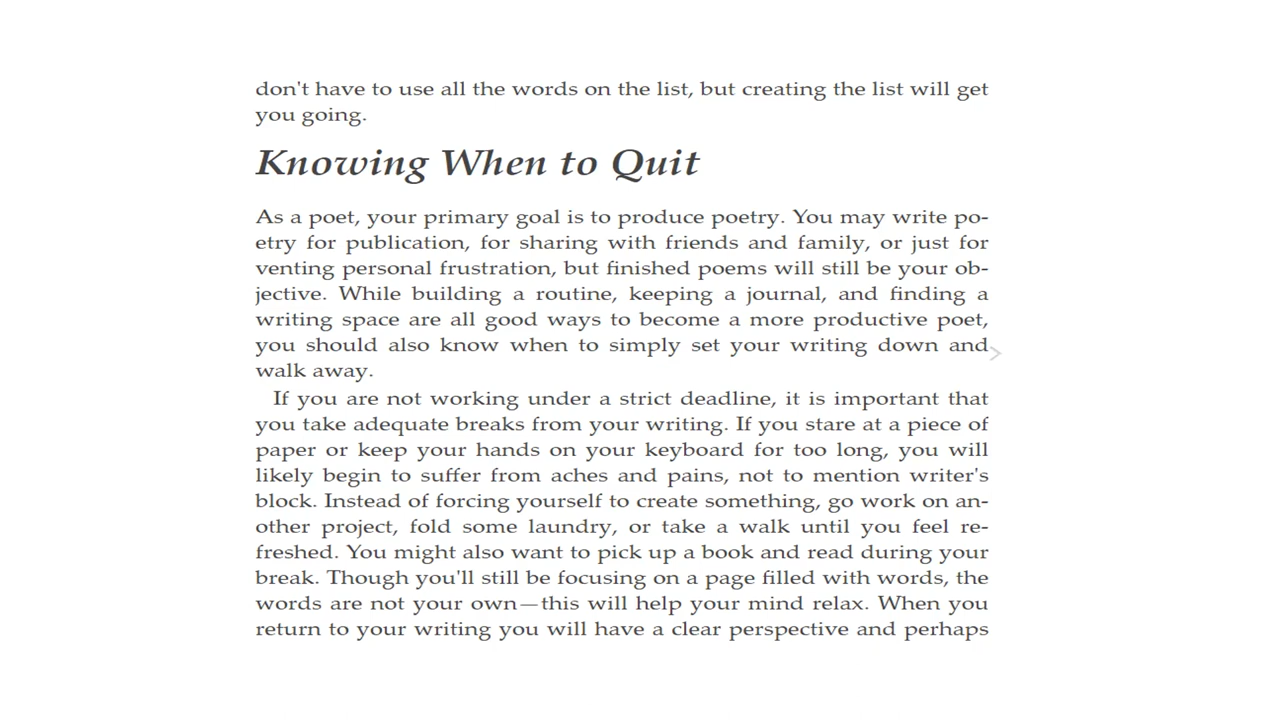 don't have to use all the words on the list, but creating the list will get
you going.
Knowing When to Quit
As a poet, your primary goal is to produce poetry. You may write po-
etry for publication, for sharing with friends and family, or just for
venting personal frustration, but finished poems will still be your ob-
jective. While building a routine, keeping a journal, and finding a
writing space are all good ways to become a more productive poet,
you should also know when to simply set your writing down and
walk away.
If you are not working under a strict deadline, it is important that
you take adequate breaks from your writing. If you stare at a piece of
paper or keep your hands on your keyboard for too long, you will
likely begin to suffer from aches and pains, not to mention writer's
block. Instead of forcing yourself to create something, go work on an-
other project, fold some laundry, or take a walk until you feel re-
freshed. You might also want to pick up a book and read during your
break. Though you'll still be focusing on a page filled with words, the
words are not your own—this will help your mind relax. When you
return to your writing you will have a clear perspective and perhaps